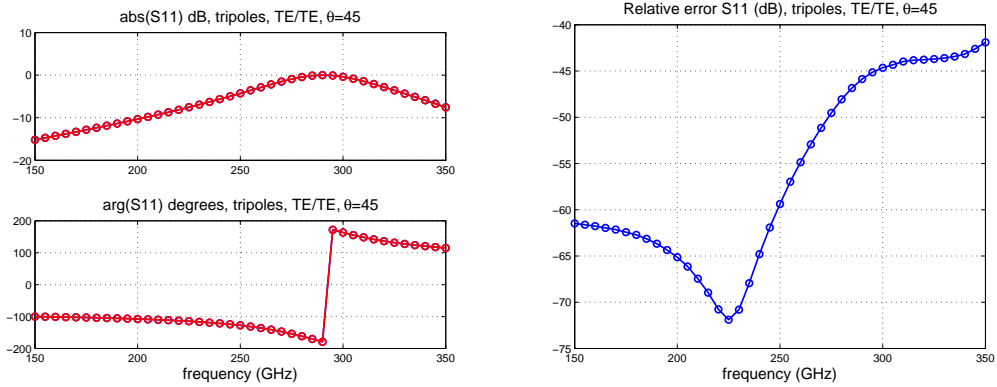 abs(S11) dB, tripoles, TE/TE, θ=45
10
0
−10
−20
150 200 250 300 350
arg(S11) degrees, tripoles, TE/TE, θ=45
200
100
0
−100
−200
150 200 250 300 350
frequency (GHz)
Relative error S11 (dB), tripoles, TE/TE, θ=45
−40
−45
−50
−55
−60
−65
−70
−75
150 200 250 300 350
frequency (GHz)